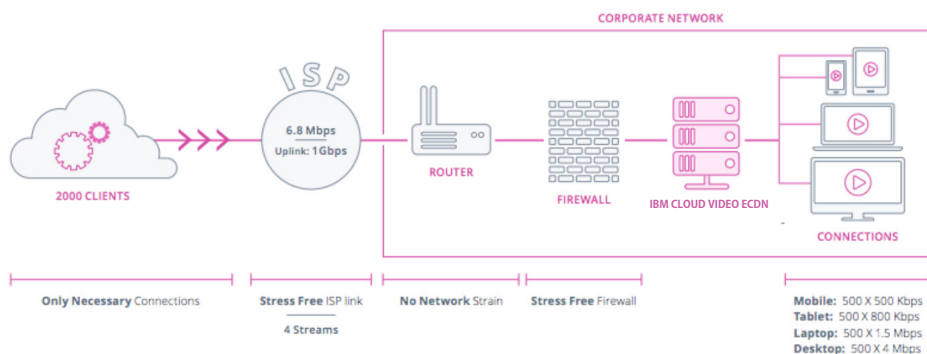 CORPORATE NETWORK
ISP
6.8 Mbps
Uplink: 1Gbps
2000 CLIENTS
ROUTER
FIREWALL
IBM CLOUD VIDEO ECDN
CONNECTIONS
Only Necessary Connections
Stress Free ISP link
4 Streams
No Network Strain
Stress Free Firewall
Mobile: 500 X 500 Kbps
Tablet: 500 X 800 Kbps
Laptop: 500 X 1.5 Mbps
Desktop: 500 X 4 Mbps